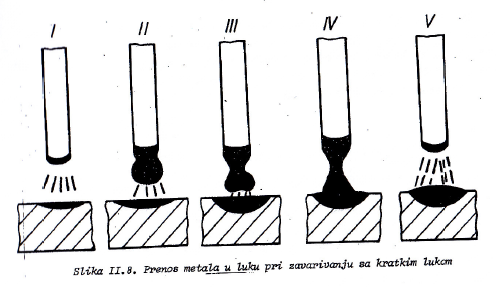 I II III IV V
Slika II.8. Prenos metala u luku pri zavarivanju sa kratkim lukom